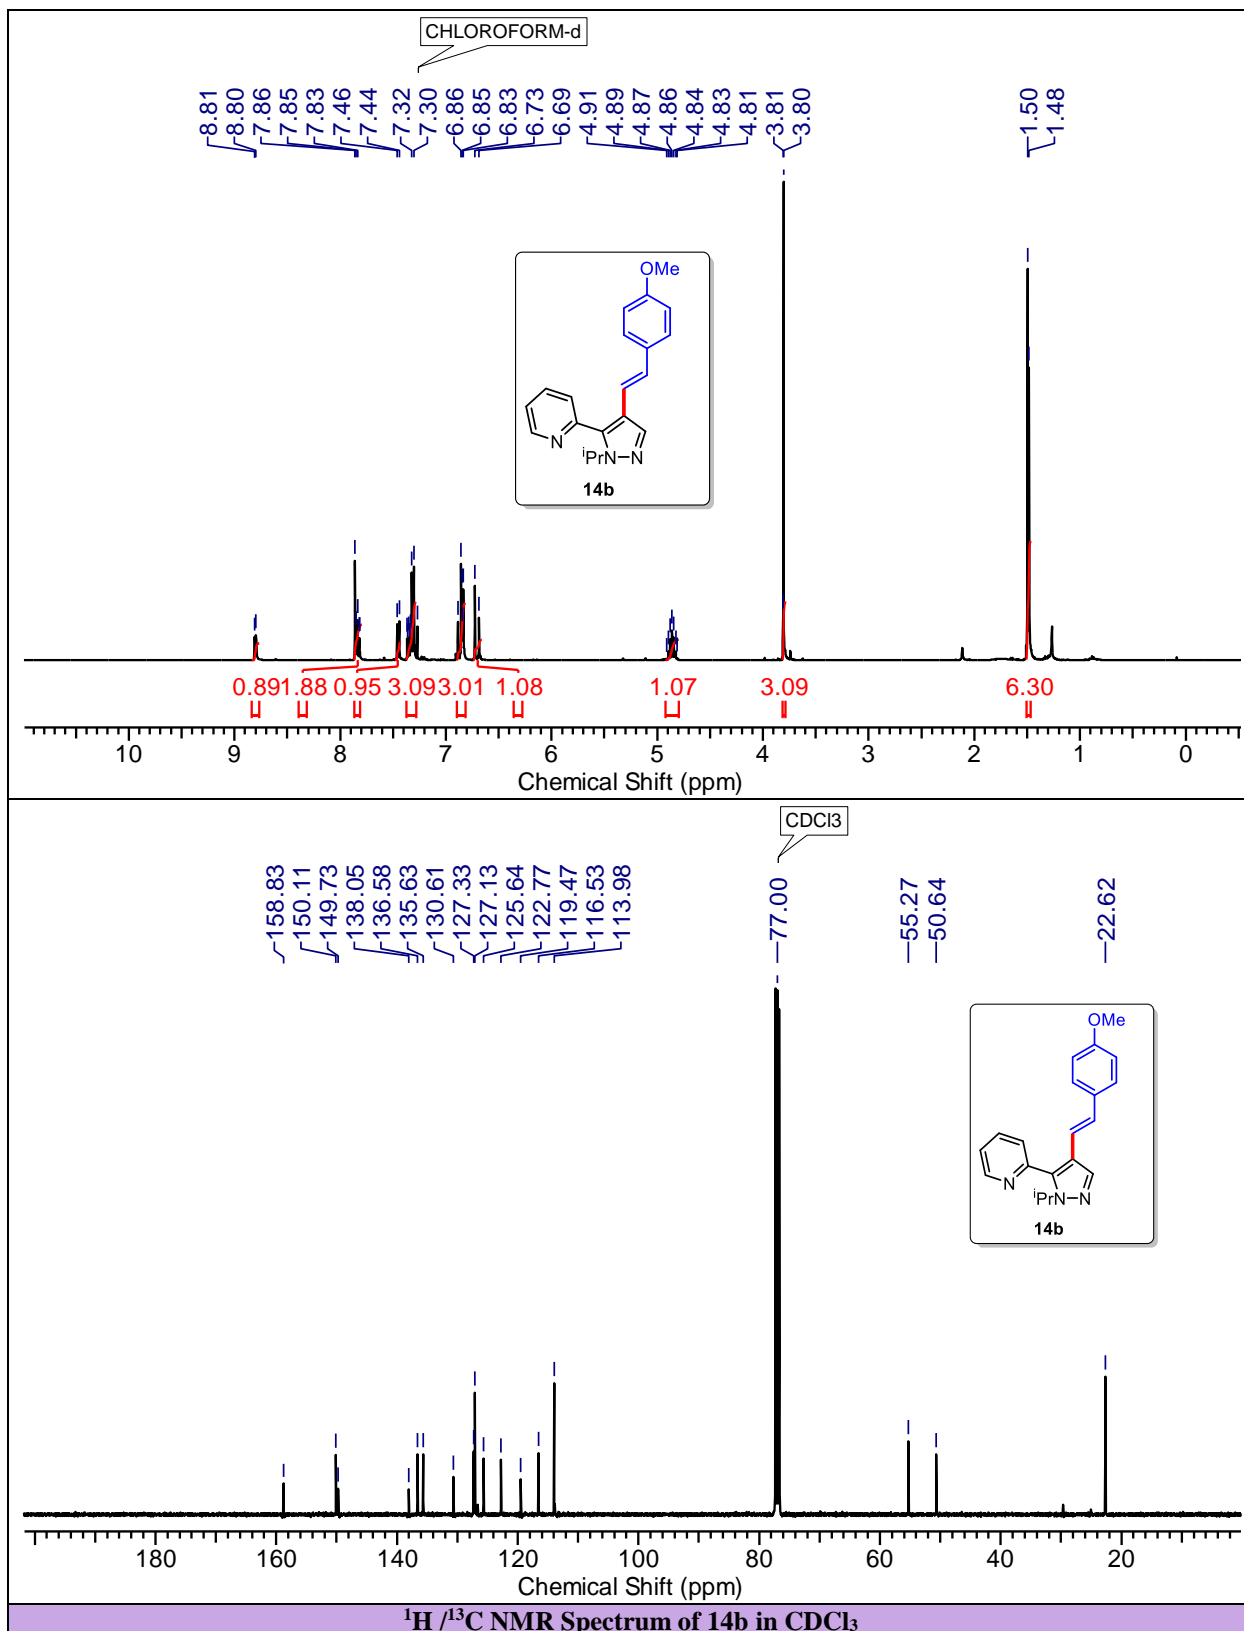 CHLOROFORM-d
8.81
8.80
7.86
7.85
7.83
7.46
7.44
7.32
7.30
6.86
6.85
6.83
6.73
6.69
4.91
4.89
4.87
4.86
4.84
4.83
4.81
3.81
3.80
1.50
1.48
OMe
N
iPr N N
14b
0.89 1.88 0.95 3.09 3.01 1.08 1.07 3.09 6.30
10 9 8 7 6 5 4 3 2 1 0
Chemical Shift (ppm)
CDCl3
158.83
150.11
149.73
138.05
136.58
135.63
130.61
127.33
127.13
125.64
122.77
119.47
116.53
113.98
77.00
55.27
50.64
22.62
OMe
N
iPr N N
14b
180 160 140 120 100 80 60 40 20
Chemical Shift (ppm)
¹H /¹³C NMR Spectrum of 14b in CDCl₃